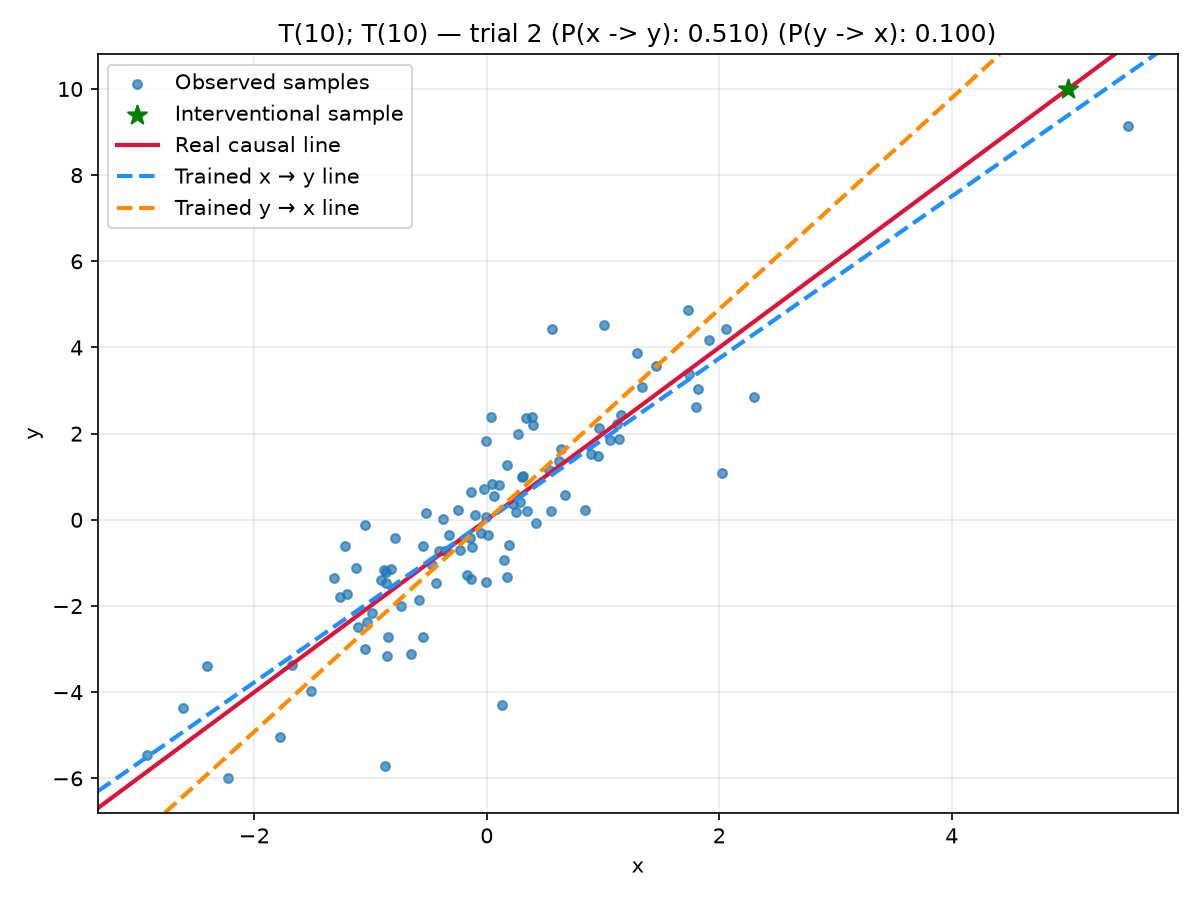 T(10); T(10) — trial 2 (P(x -> y): 0.510) (P(y -> x): 0.100)
Observed samples
Interventional sample
Real causal line
Trained x → y line
Trained y → x line
10
8
6
4
2
0
−2
−4
−6
y
−2
0
2
4
x